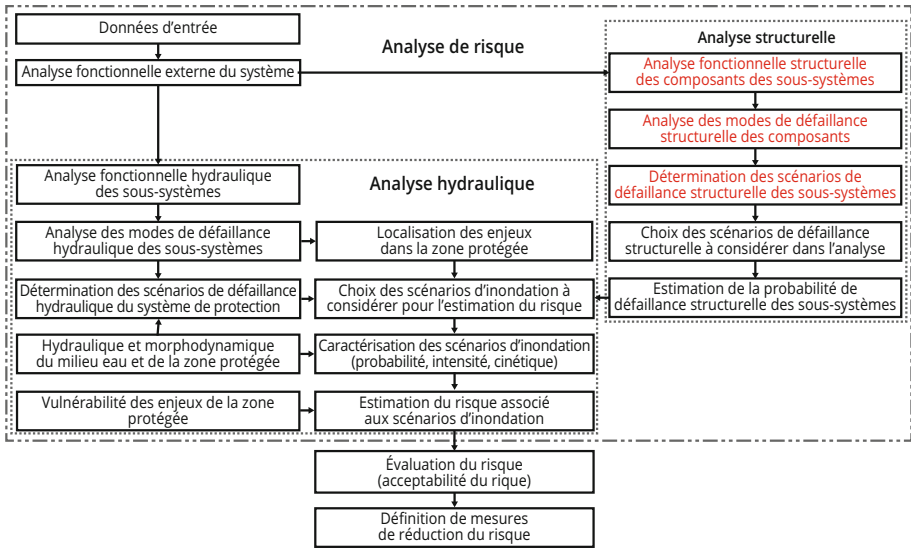 Données d'entrée
Analyse fonctionnelle externe du système
Analyse de risque
Analyse structurelle
Analyse fonctionnelle structurelle
des composants des sous-systèmes
Analyse des modes de défaillance
structurelle des composants
Détermination des scénarios de
défaillance structurelle des sous-systèmes
Choix des scénarios de défaillance
structurelle à considérer dans l'analyse
Estimation de la probabilité de
défaillance structurelle des sous-systèmes
Analyse hydraulique
Analyse fonctionnelle hydraulique
des sous-systèmes
Analyse des modes de défaillance
hydraulique des sous-systèmes
Localisation des enjeux
dans la zone protégée
Détermination des scénarios de défaillance
hydraulique du système de protection
Choix des scénarios d'inondation à
considérer pour l'estimation du risque
Hydraulique et morphodynamique
du milieu eau et de la zone protégée
Caractérisation des scénarios d'inondation
(probabilité, intensité, cinétique)
Vulnérabilité des enjeux de la zone
protégée
Estimation du risque associé
aux scénarios d'inondation
Évaluation du risque
(acceptabilité du rique)
Définition de mesures
de réduction du risque